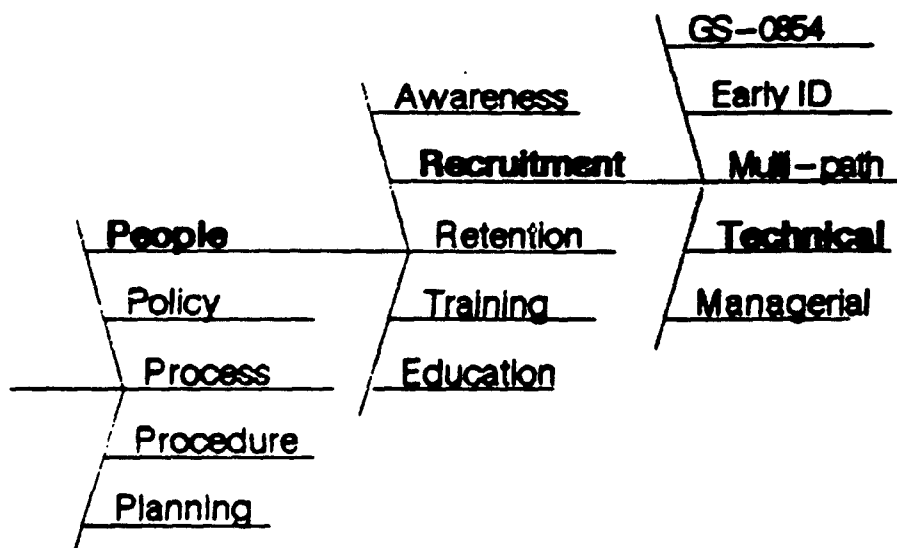 People
Policy
Process
Procedure
Planning
Awareness
Recruitment
Retention
Training
Education
GS-0854
Early ID
Multi-path
Technical
Managerial